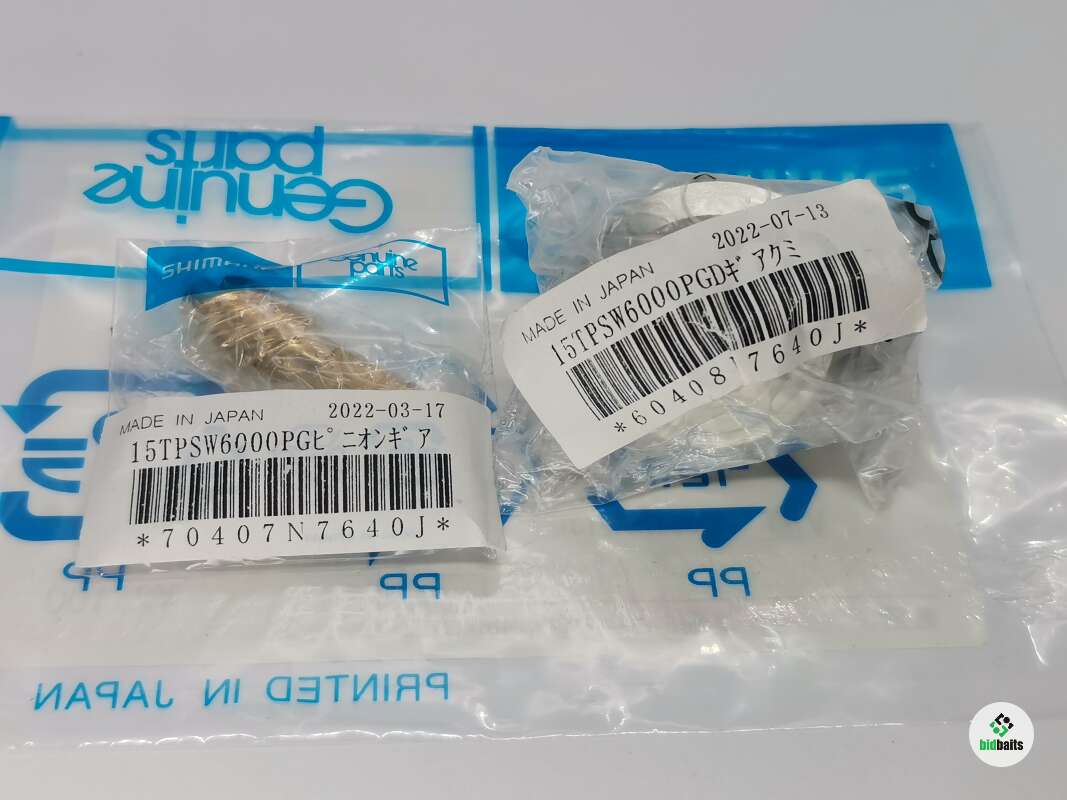 Genuine
parts
SHIMANO
Genuine
parts
MADE IN JAPAN 2022-03-17
15TPSW6000PGピニオンギア
*70407N7640J*
2022-07-13
MADE IN JAPAN
15TPSW6000PGDギアクミ
PP
PP
PP
PRINTED IN JAPAN
bidbaits